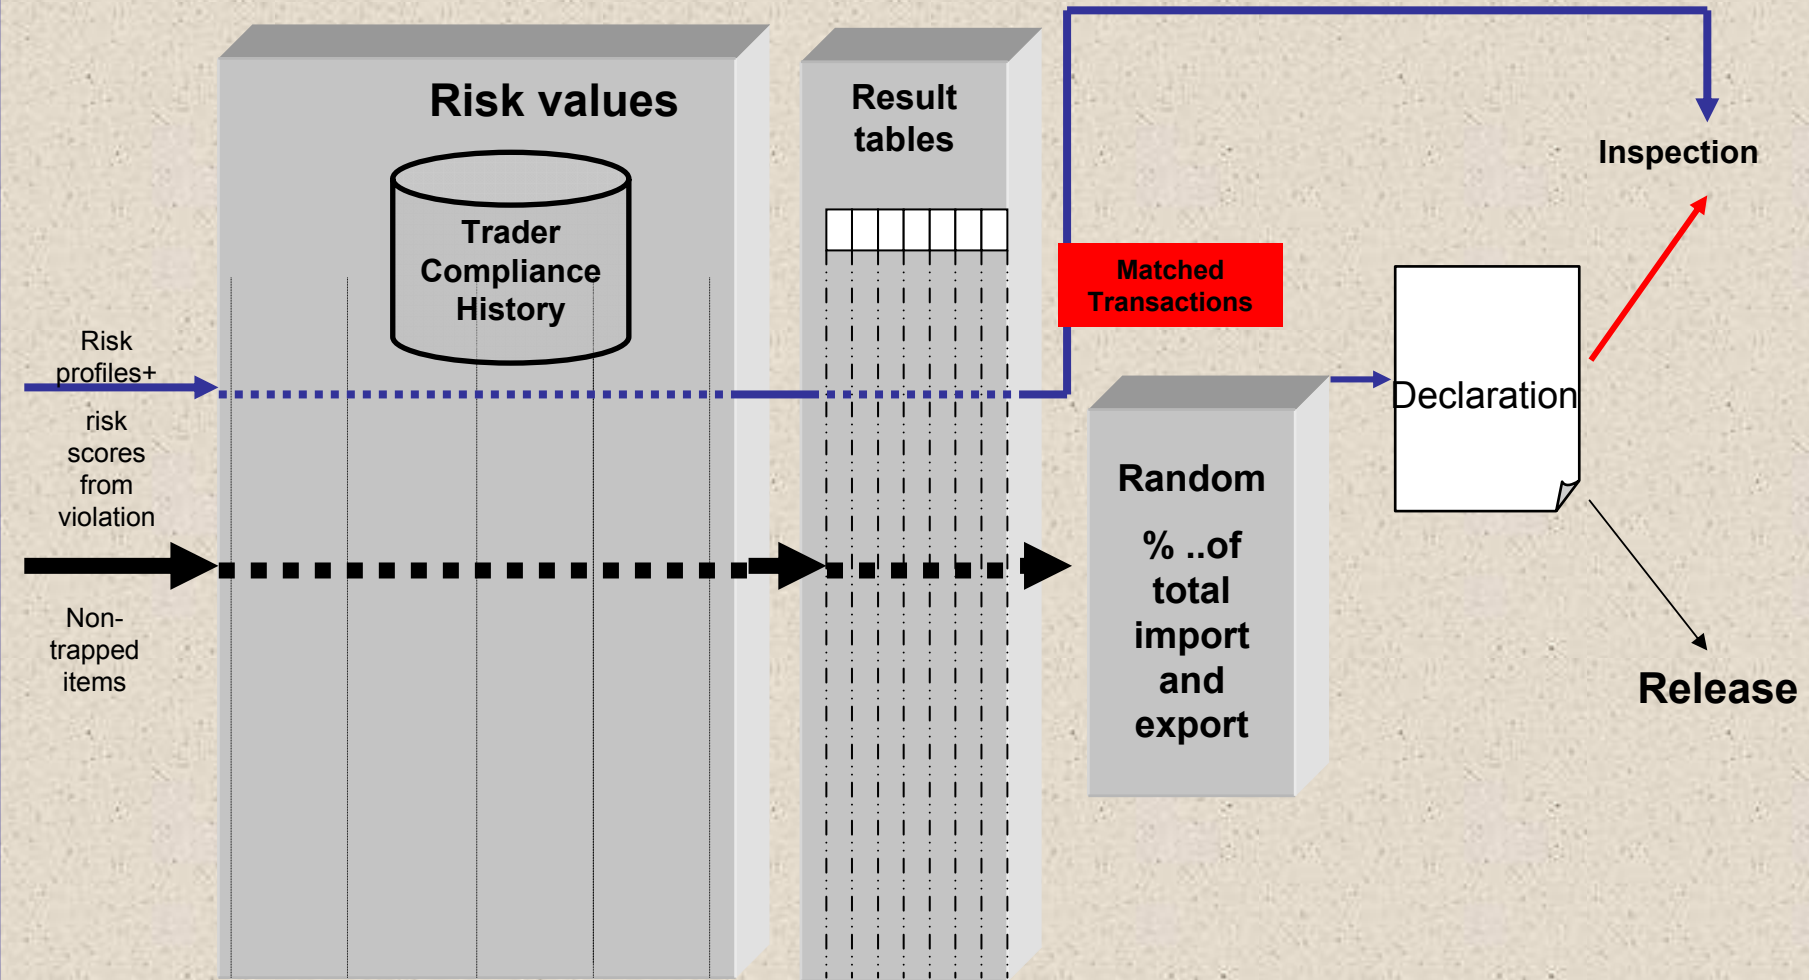 Risk values
Trader
Compliance
History
Result
tables
Risk
profiles+
risk
scores
from
violation
Non-
trapped
items
Matched
Transactions
Random
% ..of
total
import
and
export
Declaration
Inspection
Release